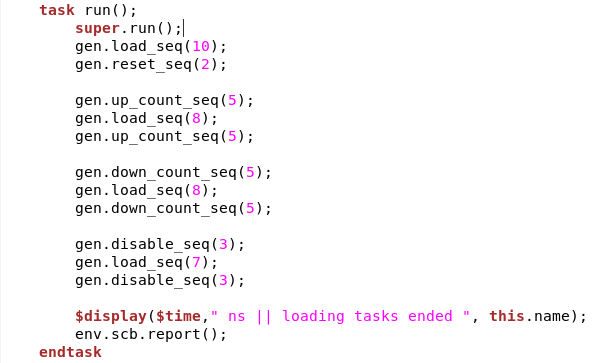 task run();
super.run();
gen.load_seq(10);
gen.reset_seq(2);
gen.up_count_seq(5);
gen.load_seq(8);
gen.up_count_seq(5);
gen.down_count_seq(5);
gen.load_seq(8);
gen.down_count_seq(5);
gen.disable_seq(3);
gen.load_seq(7);
gen.disable_seq(3);
$display($time," ns || loading tasks ended ", this.name);
env.scb.report();
endtask